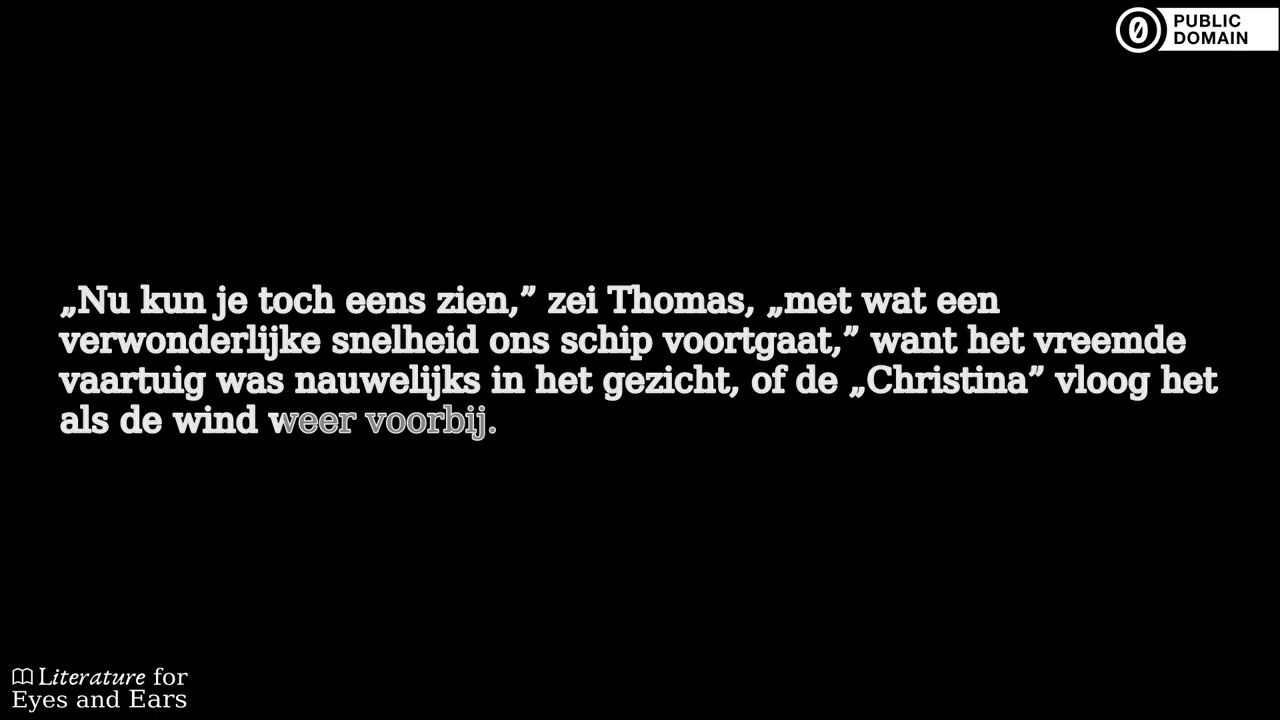 PUBLIC
DOMAIN
„Nu kun je toch eens zien,” zei Thomas, „met wat een
verwonderlijke snelheid ons schip voortgaat,” want het vreemde
vaartuig was nauwelijks in het gezicht, of de „Christina” vloog het
als de wind weer voorbij.
Literature for
Eyes and Ears